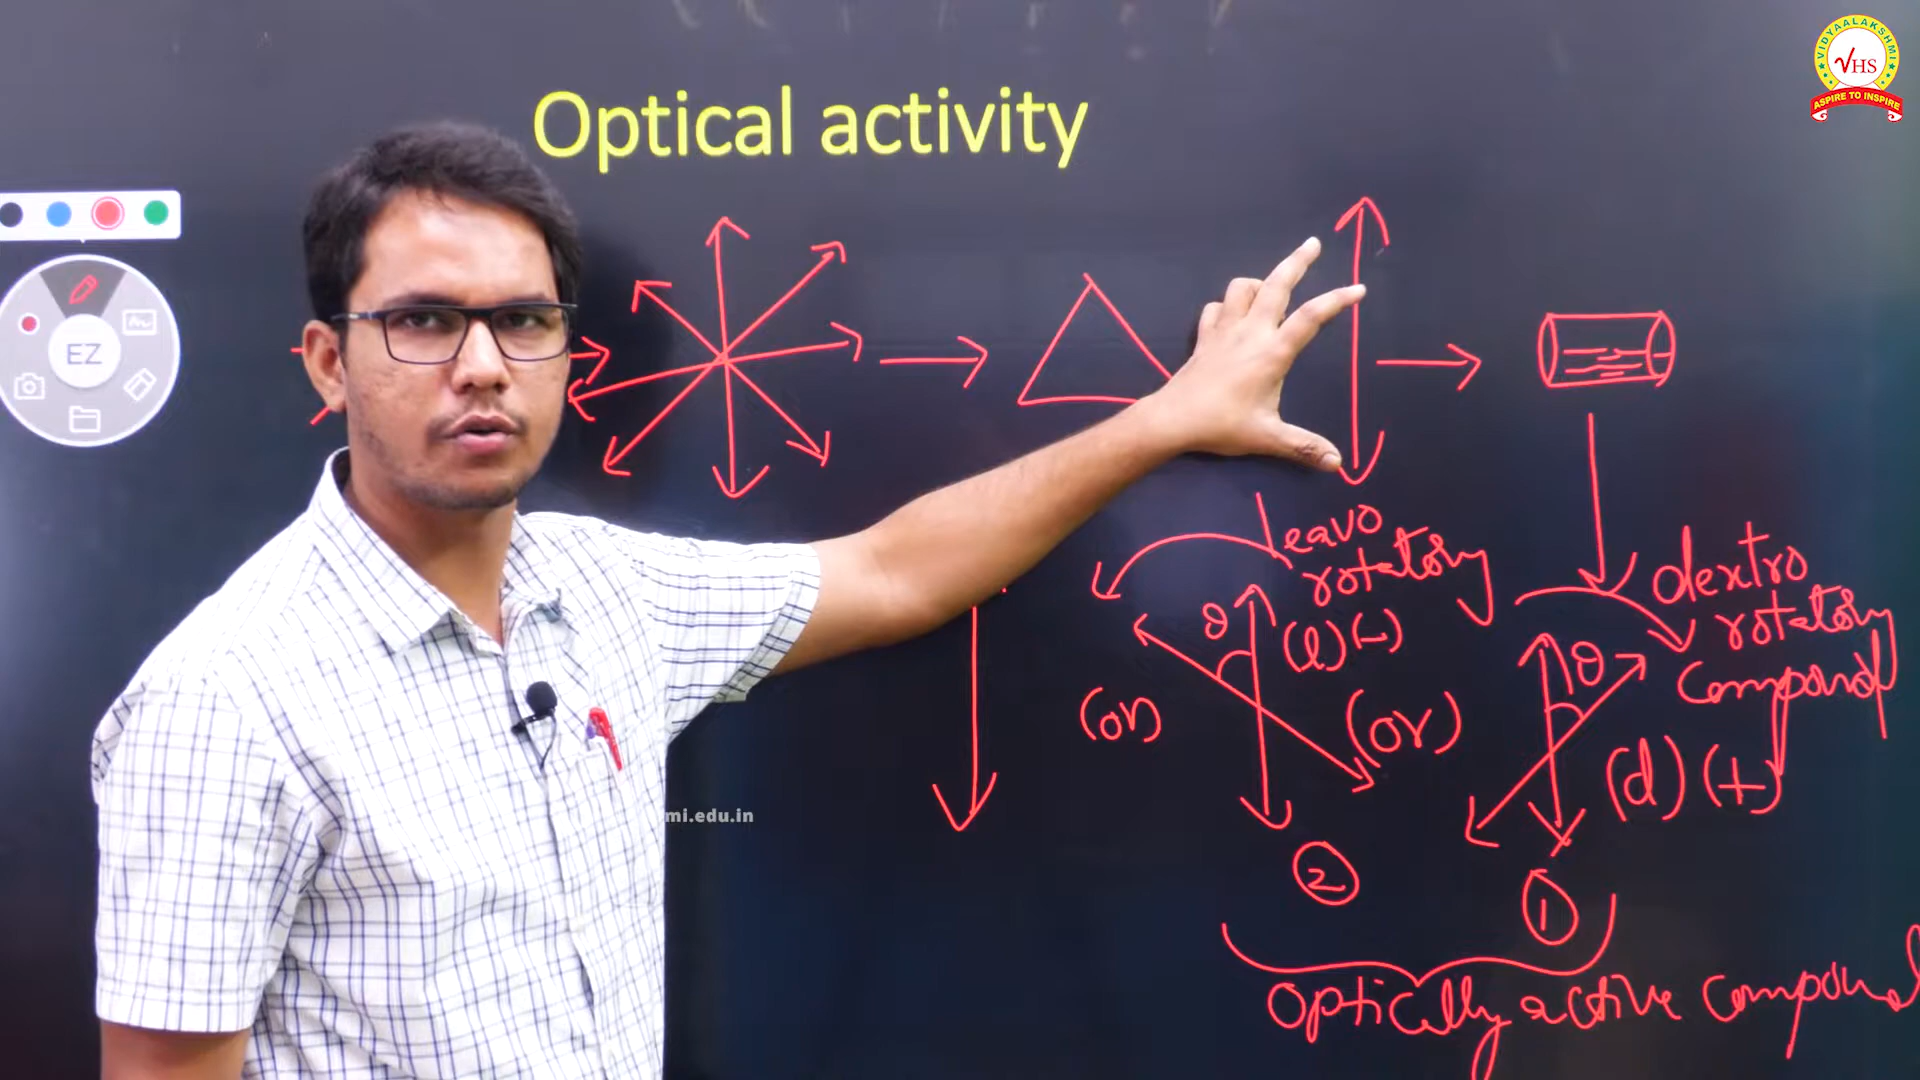 VIDYAALAKSHMI
VHS
ASPIRE TO INSPIRE
Optical activity
EZ
leavo
rotatory
(l) (-)
θ
dextro
rotatory
compound
θ
(d) (+)
(or)
(or)
2
1
optically active compound
mi.edu.in